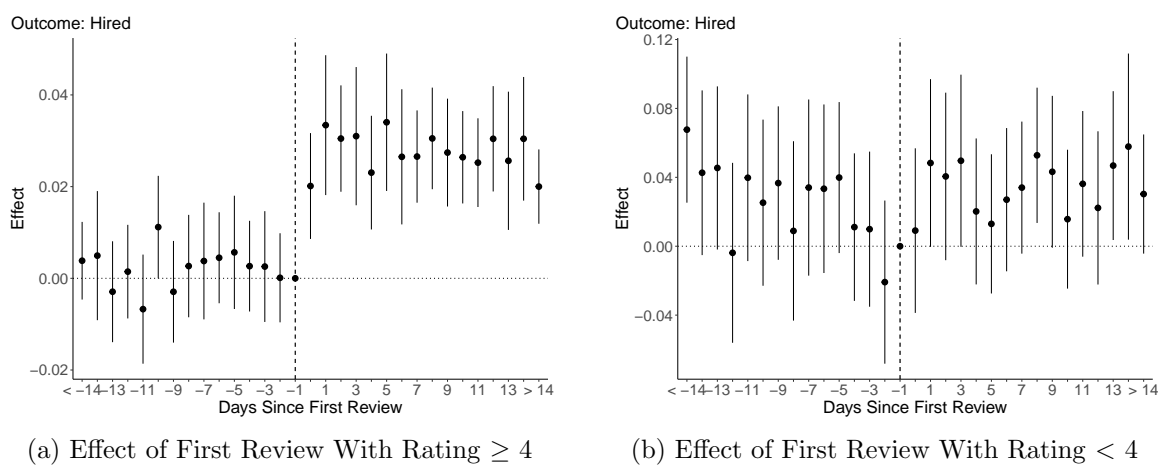 Outcome: Hired
Effect
0.04
0.02
0.00
−0.02
< −14 −13 −11 −9 −7 −5 −3 −1 1 3 5 7 9 11 13 > 14
Days Since First Review
(a) Effect of First Review With Rating ≥ 4
Outcome: Hired
Effect
0.12
0.08
0.04
0.00
−0.04
< −14 −13 −11 −9 −7 −5 −3 −1 1 3 5 7 9 11 13 > 14
Days Since First Review
(b) Effect of First Review With Rating < 4